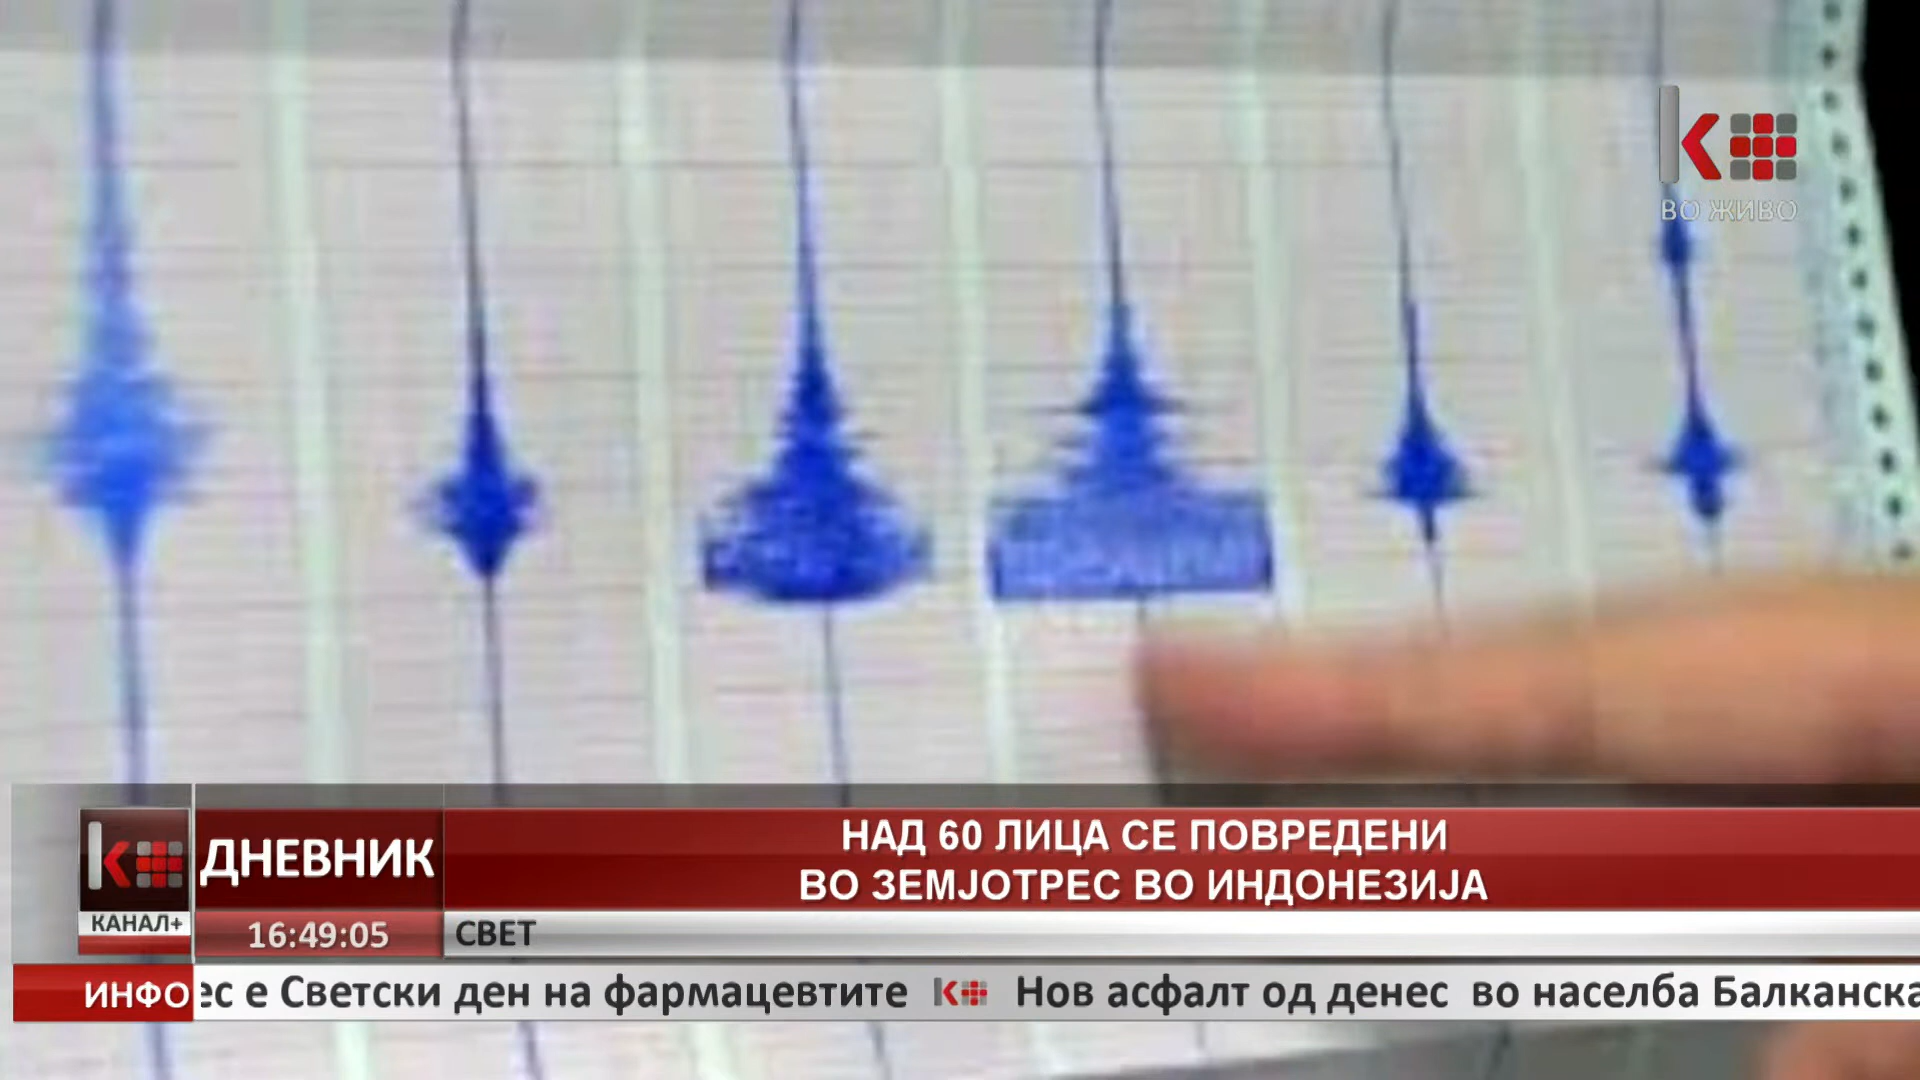 ВО ЖИВО
НАД 60 ЛИЦА СЕ ПОВРЕДЕНИ
ВО ЗЕМЈОТРЕС ВО ИНДОНЕЗИЈА
ДНЕВНИК
КАНАЛ+
16:49:05
СВЕТ
ИНФО
ес е Светски ден на фармацевтите К Нов асфалт од денес во населба Балканска